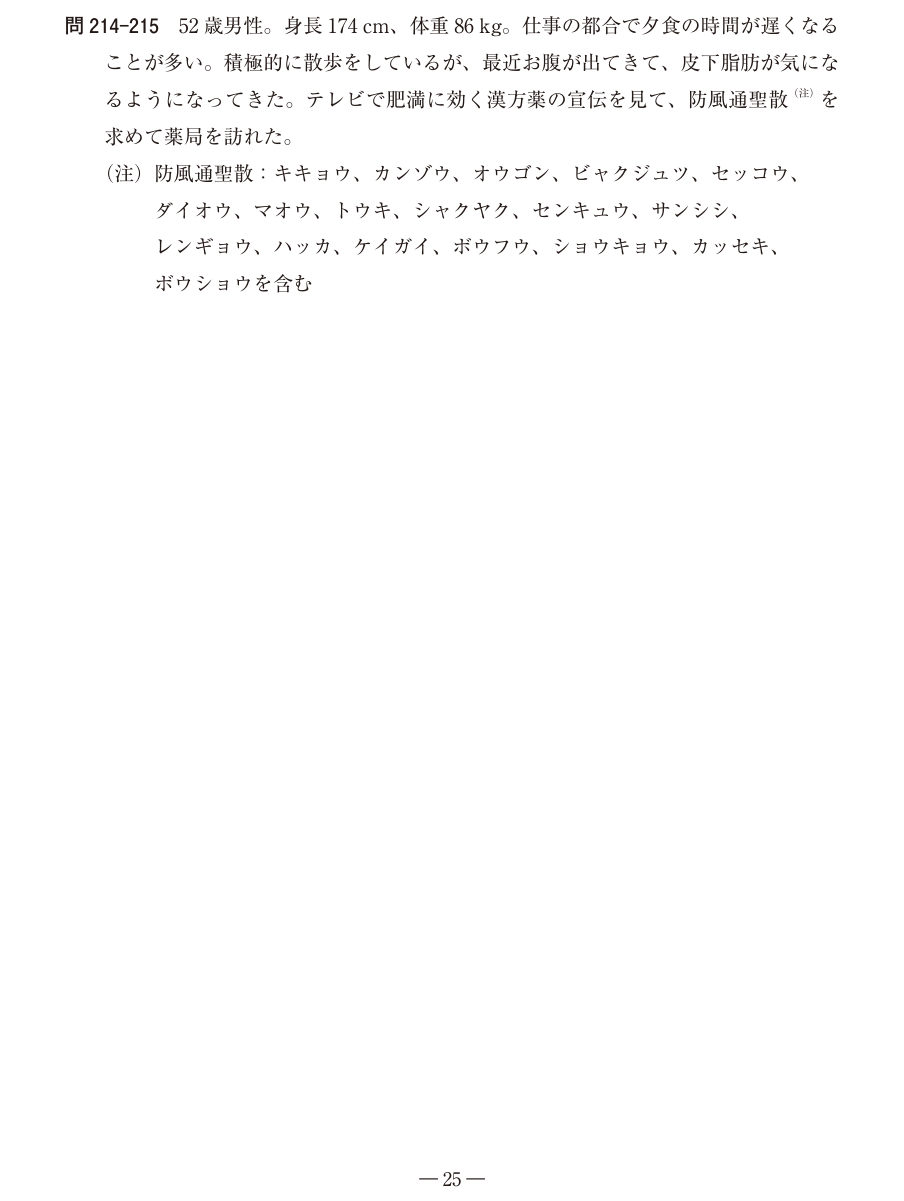 問 214−215　52 歳男性。身長 174 cm、体重 86 kg。仕事の都合で夕食の時間が遅くなる
ことが多い。積極的に散歩をしているが、最近お腹が出てきて、皮下脂肪が気にな
るようになってきた。テレビで肥満に効く漢方薬の宣伝を見て、防風通聖散（注）を
求めて薬局を訪れた。
（注）防風通聖散：キキョウ、カンゾウ、オウゴン、ビャクジュツ、セッコウ、
ダイオウ、マオウ、トウキ、シャクヤク、センキュウ、サンシシ、
レンギョウ、ハッカ、ケイガイ、ボウフウ、ショウキョウ、カッセキ、
ボウショウを含む
— 25 —